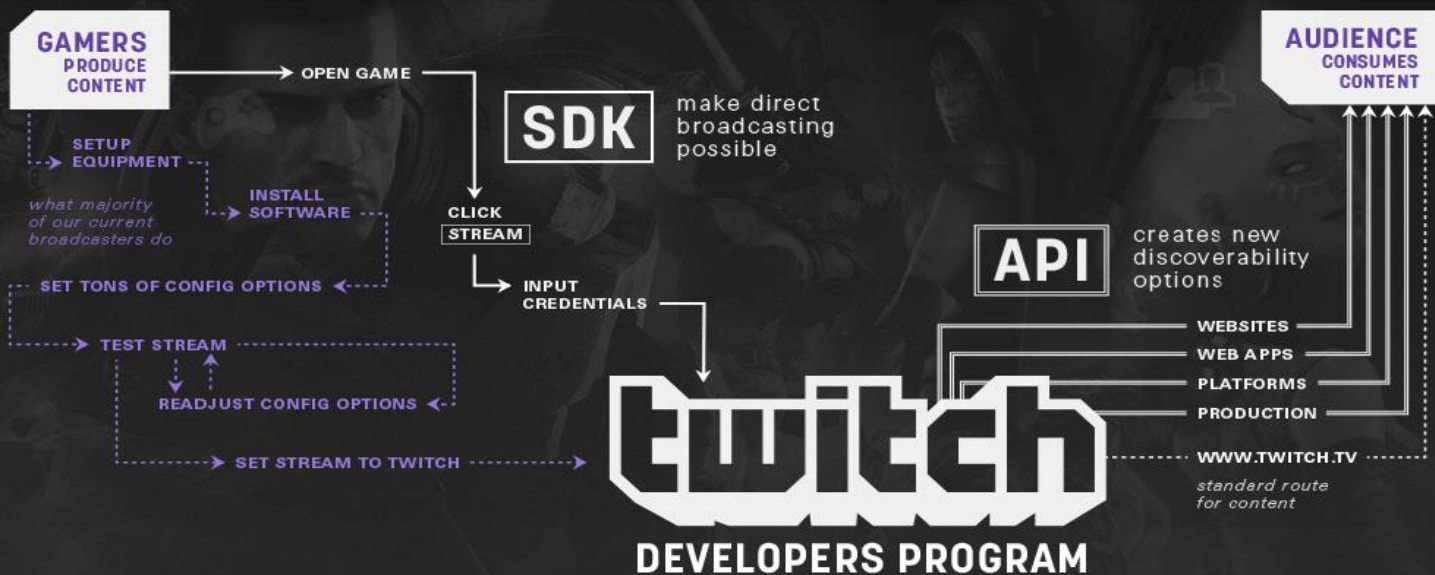 GAMERS
PRODUCE
CONTENT
OPEN GAME
SDK
make direct
broadcasting
possible
AUDIENCE
CONSUMES
CONTENT
SETUP
EQUIPMENT
what majority
of our current
broadcasters do
INSTALL
SOFTWARE
CLICK
STREAM
SET TONS OF CONFIG OPTIONS
INPUT
CREDENTIALS
TEST STREAM
READJUST CONFIG OPTIONS
SET STREAM TO TWITCH
API
creates new
discoverability
options
WEBSITES
WEB APPS
PLATFORMS
PRODUCTION
WWW.TWITCH.TV
standard route
for content
twitch
DEVELOPERS PROGRAM